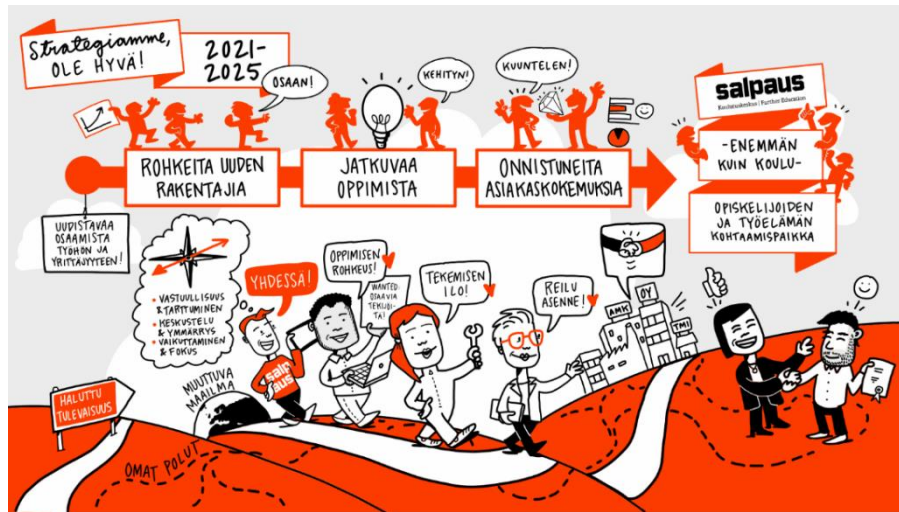 Strategiamme,
OLE HYVÄ!
2021-
2025
OSAAN!
KEHITYN!
KUUNTELEN!
salpaus
Koulutuskeskus | Further Education
ROHKEITA UUDEN
RAKENTAJIA
JATKUVAA
OPPIMISTA
ONNISTUNEITA
ASIAKASKOKEMUKSIA
-ENEMMÄN
KUIN KOULU-
OPISKELIJOIDEN
JA TYÖELÄMÄN
KOHTAAMISPAIKKA
UUDISTAVAA
OSAAMISTA
TYÖHÖN JA
YRITTÄJYYTEEN!
• VASTUULLISUUS
& TARTTUMINEN
• KESKUSTELU
& YMMÄRRYS
• VAIKUTTAMINEN
& FOKUS
YHDESSÄ!
OPPIMISEN
ROHKEUS!
WANTED:
OSAAVIA
TEKIJÖI-
TÄ!
TEKEMISEN
ILO!
REILU
ASENNE!
AMK
OY
TMI
salpaus
HALUTTU
TULEVAISUUS
MUUTTUVA
MAAILMA
OMAT POLUT